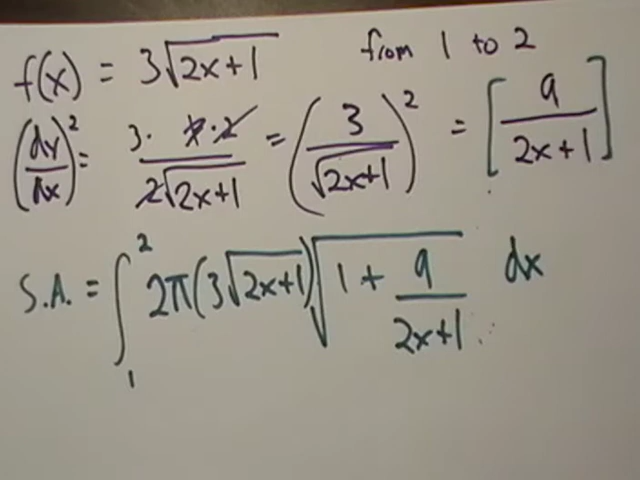 f(x) = 3√(2x+1) from 1 to 2
(dy/dx)² = 3·1·2/2√(2x+1) = (3/√(2x+1))² = [9/(2x+1)]
S.A. = ∫₁² 2π(3√(2x+1))√(1 + 9/(2x+1)) dx